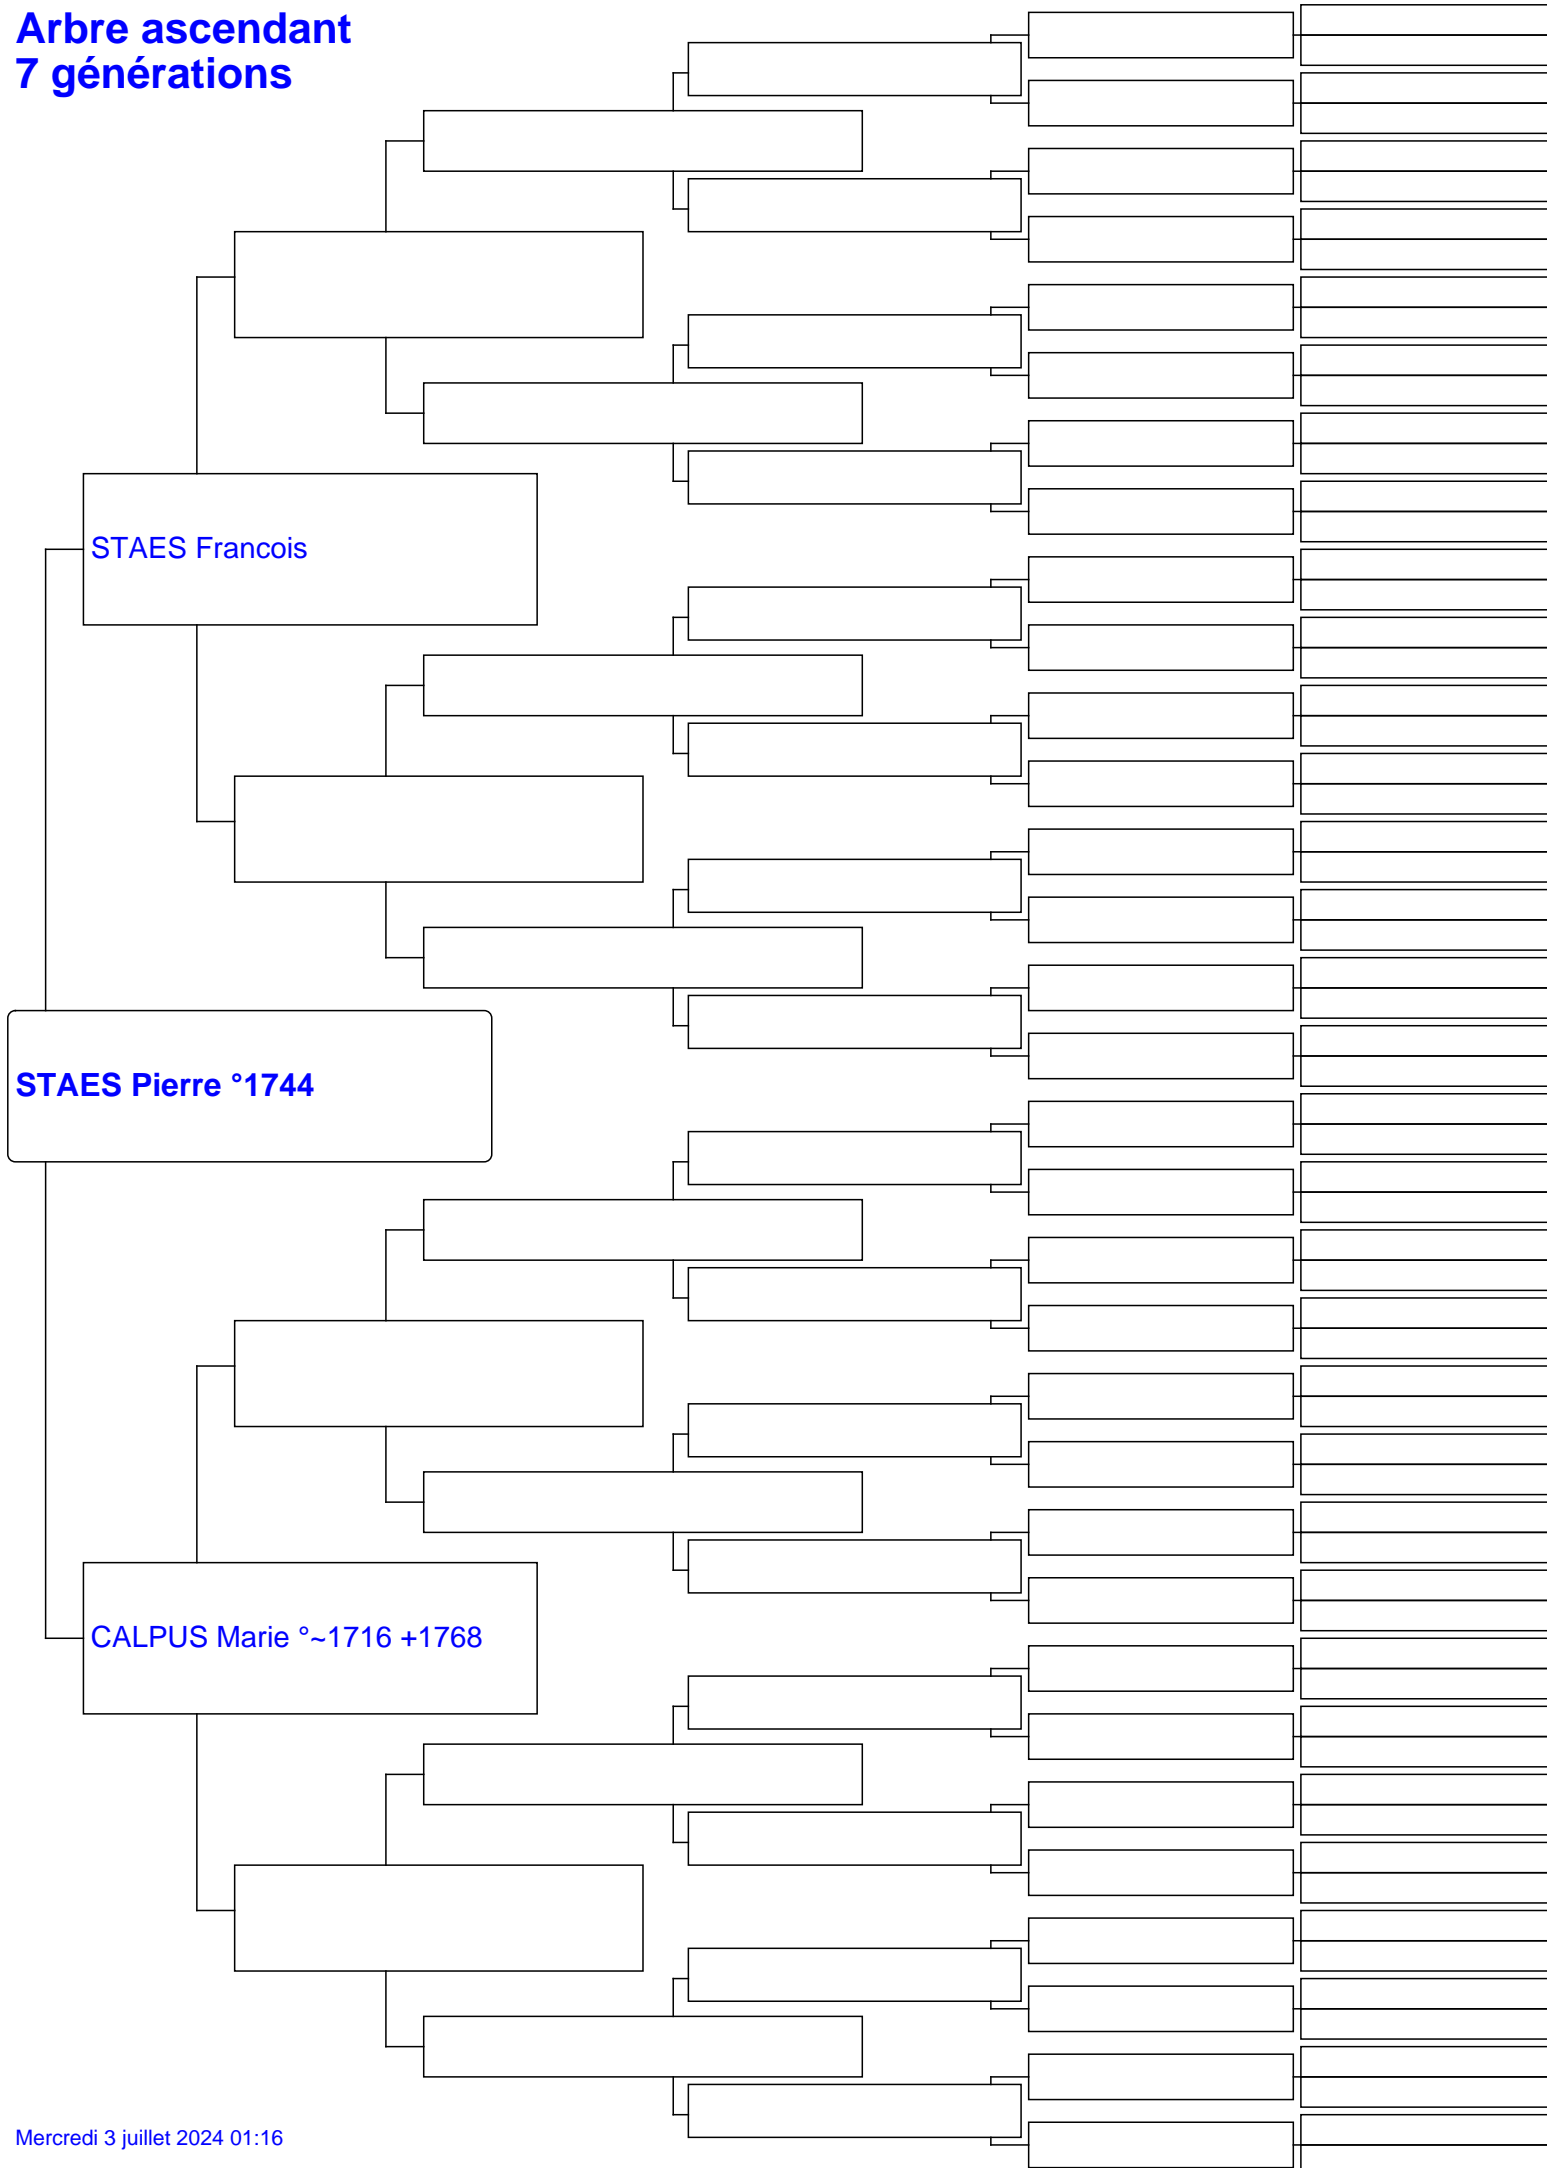 Arbre ascendant
7 générations
STAES Francois
STAES Pierre °1744
CALPUS Marie °~1716 +1768
Mercredi 3 juillet 2024 01:16